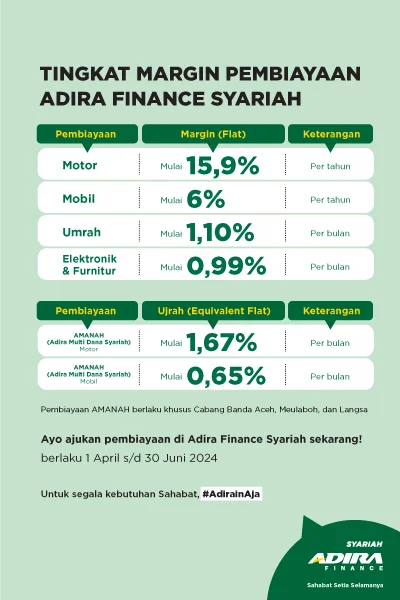 TINGKAT MARGIN PEMBIAYAAN
ADIRA FINANCE SYARIAH
Pembiayaan Margin (Flat) Keterangan
Motor Mulai 15,9% Per tahun
Mobil Mulai 6% Per tahun
Umrah Mulai 1,10% Per bulan
Elektronik
& Furnitur Mulai 0,99% Per bulan
Pembiayaan Ujrah (Equivalent Flat) Keterangan
AMANAH
(Adira Multi Dana Syariah)
Motor Mulai 1,67% Per bulan
AMANAH
(Adira Multi Dana Syariah)
Mobil Mulai 0,65% Per bulan
Pembiayaan AMANAH berlaku khusus Cabang Banda Aceh, Meulaboh, dan Langsa
Ayo ajukan pembiayaan di Adira Finance Syariah sekarang!
berlaku 1 April s/d 30 Juni 2024
Untuk segala kebutuhan Sahabat, #AdirainAja
SYARIAH
ADIRA
FINANCE
Sahabat Setia Selamanya